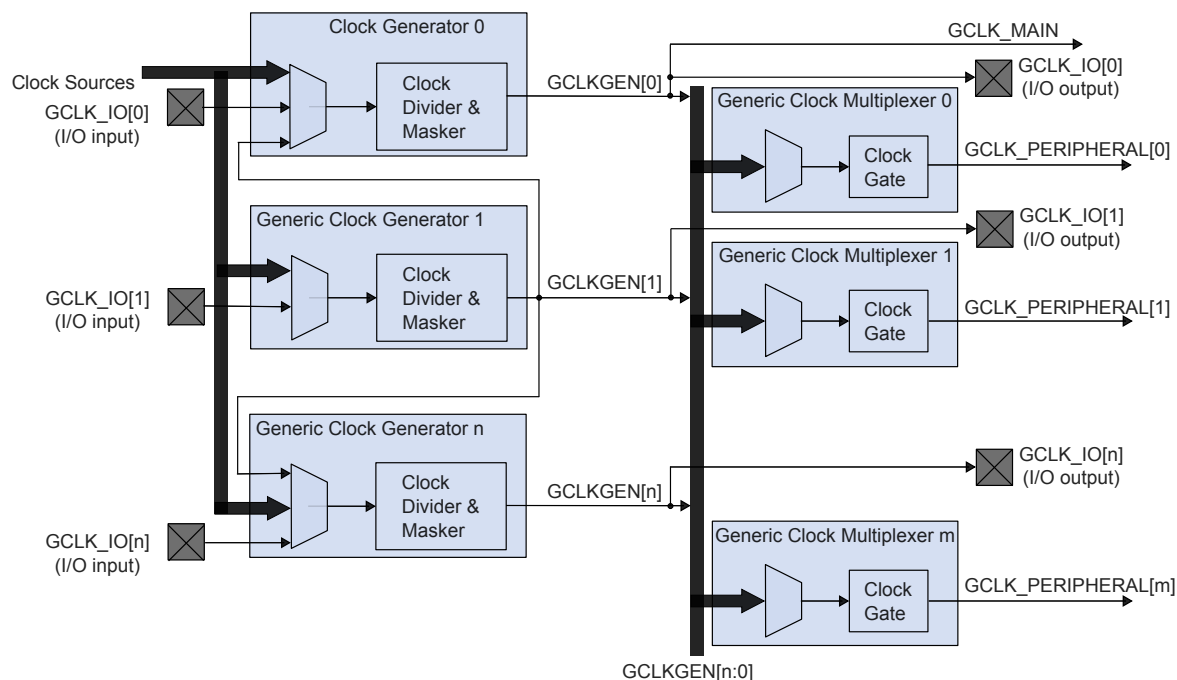 Clock Generator 0
GCLK_MAIN
Clock Sources
GCLK_IO[0]
(I/O input)
Clock
Divider &
Masker
GCLKGEN[0]
GCLK_IO[0]
(I/O output)
Generic Clock Multiplexer 0
Clock
Gate
GCLK_PERIPHERAL[0]
Generic Clock Generator 1
GCLK_IO[1]
(I/O input)
Clock
Divider &
Masker
GCLKGEN[1]
GCLK_IO[1]
(I/O output)
Generic Clock Multiplexer 1
Clock
Gate
GCLK_PERIPHERAL[1]
Generic Clock Generator n
GCLK_IO[n]
(I/O input)
Clock
Divider &
Masker
GCLKGEN[n]
GCLK_IO[n]
(I/O output)
Generic Clock Multiplexer m
Clock
Gate
GCLK_PERIPHERAL[m]
GCLKGEN[n:0]